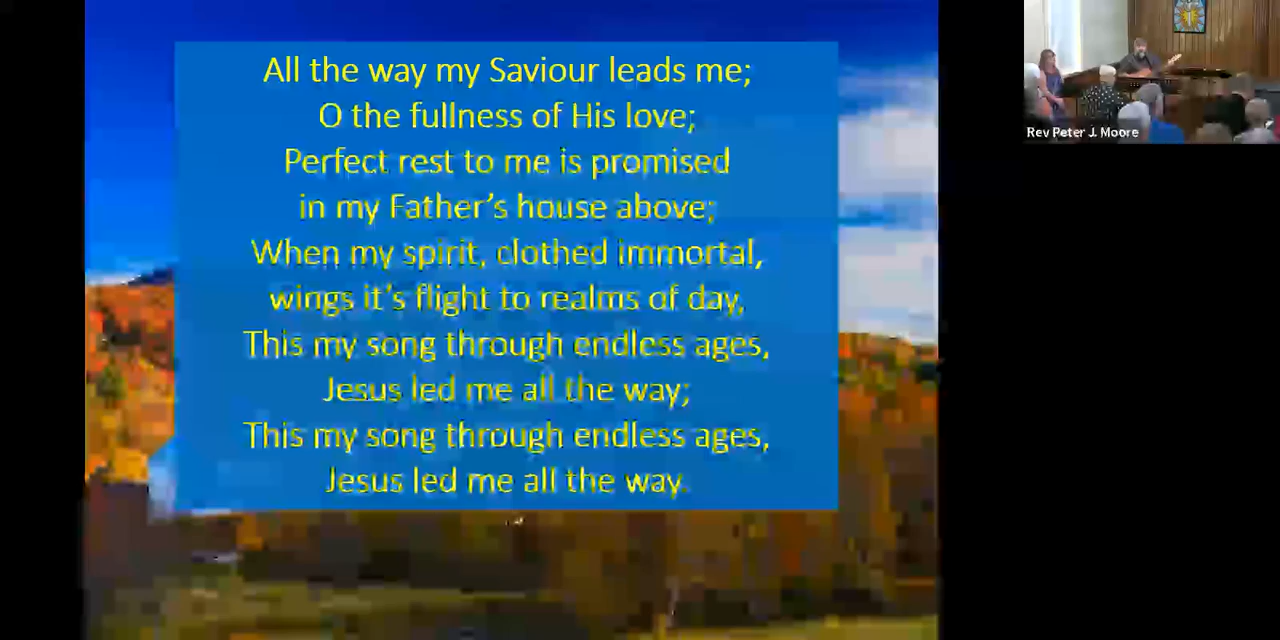 All the way my Saviour leads me;
O the fullness of His love;
Perfect rest to me is promised
in my Father’s house above;
When my spirit, clothed immortal,
wings it’s flight to realms of day,
This my song through endless ages,
Jesus led me all the way;
This my song through endless ages,
Jesus led me all the way.
Rev Peter J. Moore